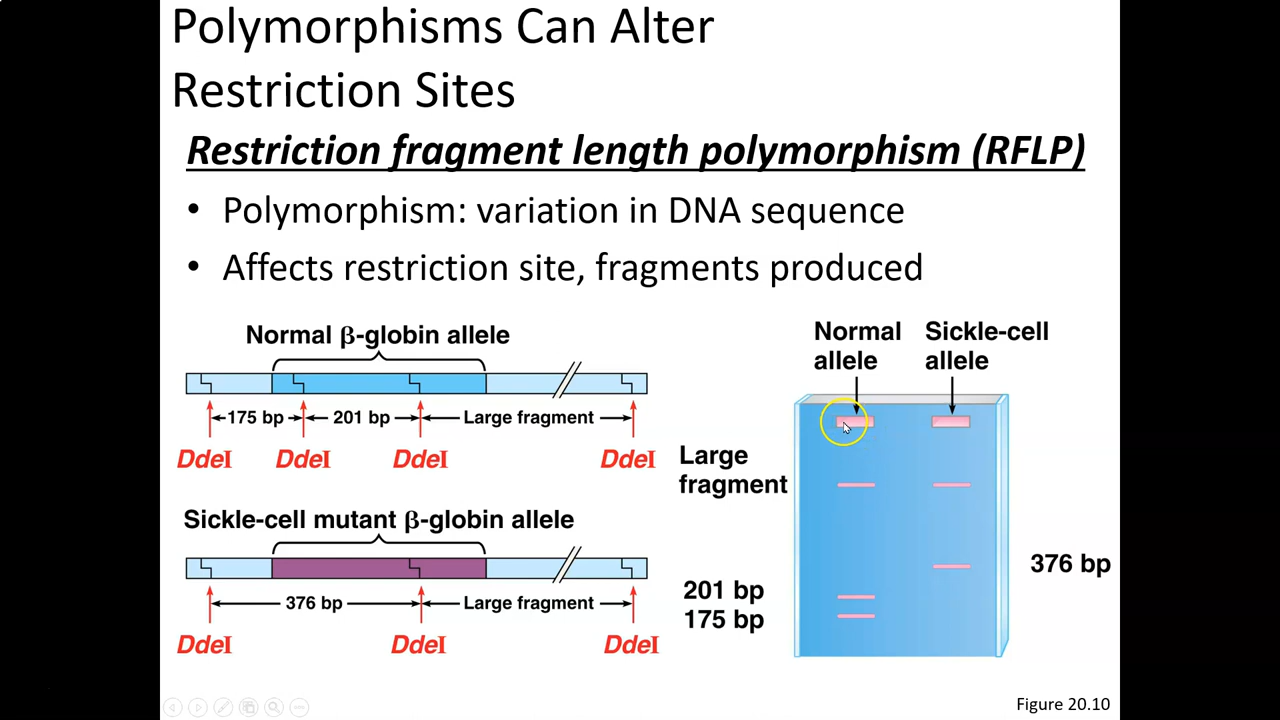 Polymorphisms Can Alter
Restriction Sites
Restriction fragment length polymorphism (RFLP)
• Polymorphism: variation in DNA sequence
• Affects restriction site, fragments produced
Normal β-globin allele
175 bp
201 bp
Large fragment
DdeI
DdeI
DdeI
DdeI
Sickle-cell mutant β-globin allele
376 bp
Large fragment
DdeI
DdeI
DdeI
Normal
allele
Sickle-cell
allele
Large
fragment
376 bp
201 bp
175 bp
Figure 20.10